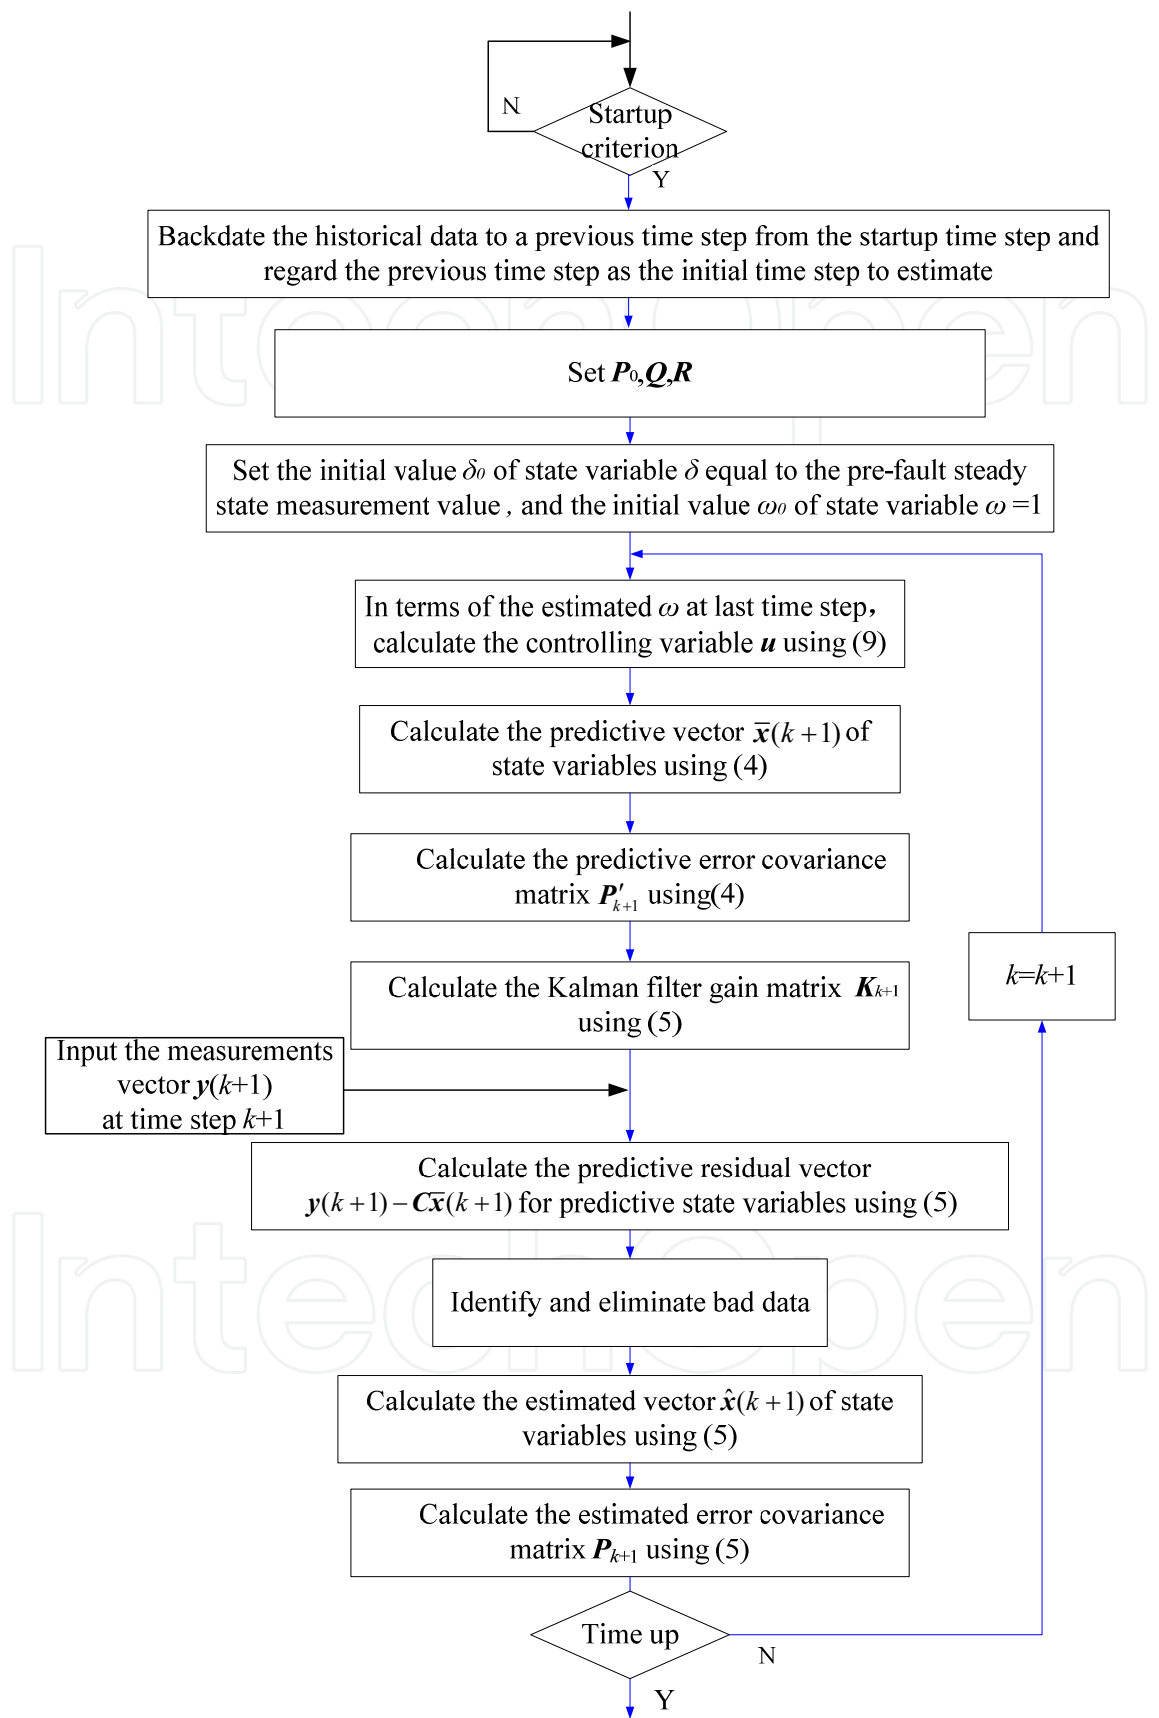 N
Startup
criterion
Y
Backdate the historical data to a previous time step from the startup time step and
regard the previous time step as the initial time step to estimate
Set P₀,Q,R
Set the initial value δ₀ of state variable δ equal to the pre-fault steady
state measurement value, and the initial value ω₀ of state variable ω =1
In terms of the estimated ω at last time step,
calculate the controlling variable u using (9)
Calculate the predictive vector x̄(k+1) of
state variables using (4)
Calculate the predictive error covariance
matrix P′ₖ₊₁ using(4)
Calculate the Kalman filter gain matrix Kₖ₊₁
using (5)
k=k+1
Input the measurements
vector y(k+1)
at time step k+1
Calculate the predictive residual vector
y(k+1)−Cx̄(k+1) for predictive state variables using (5)
Identify and eliminate bad data
Calculate the estimated vector x̂(k+1) of state
variables using (5)
Calculate the estimated error covariance
matrix Pₖ₊₁ using (5)
Time up
N
Y
IntechOpen
IntechOpen